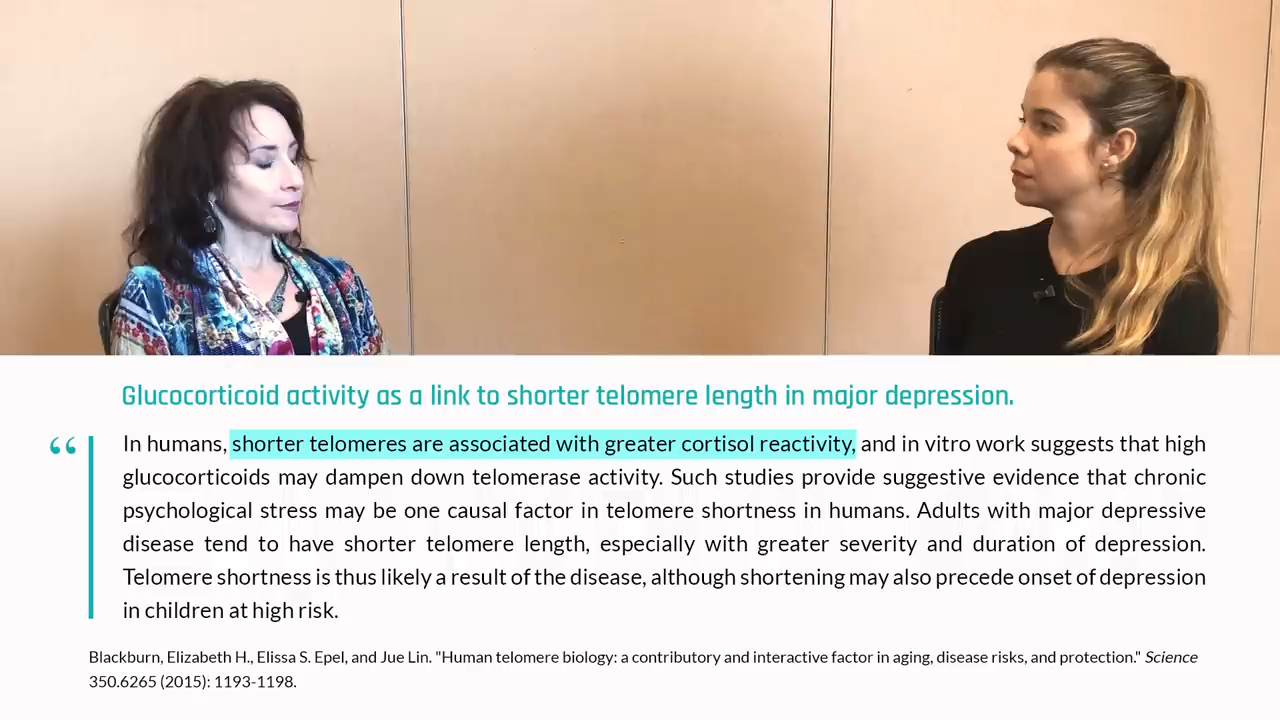 Glucocorticoid activity as a link to shorter telomere length in major depression.
“ In humans, shorter telomeres are associated with greater cortisol reactivity, and in vitro work suggests that high
glucocorticoids may dampen down telomerase activity. Such studies provide suggestive evidence that chronic
psychological stress may be one causal factor in telomere shortness in humans. Adults with major depressive
disease tend to have shorter telomere length, especially with greater severity and duration of depression.
Telomere shortness is thus likely a result of the disease, although shortening may also precede onset of depression
in children at high risk.
Blackburn, Elizabeth H., Elissa S. Epel, and Jue Lin. "Human telomere biology: a contributory and interactive factor in aging, disease risks, and protection." Science
350.6265 (2015): 1193-1198.